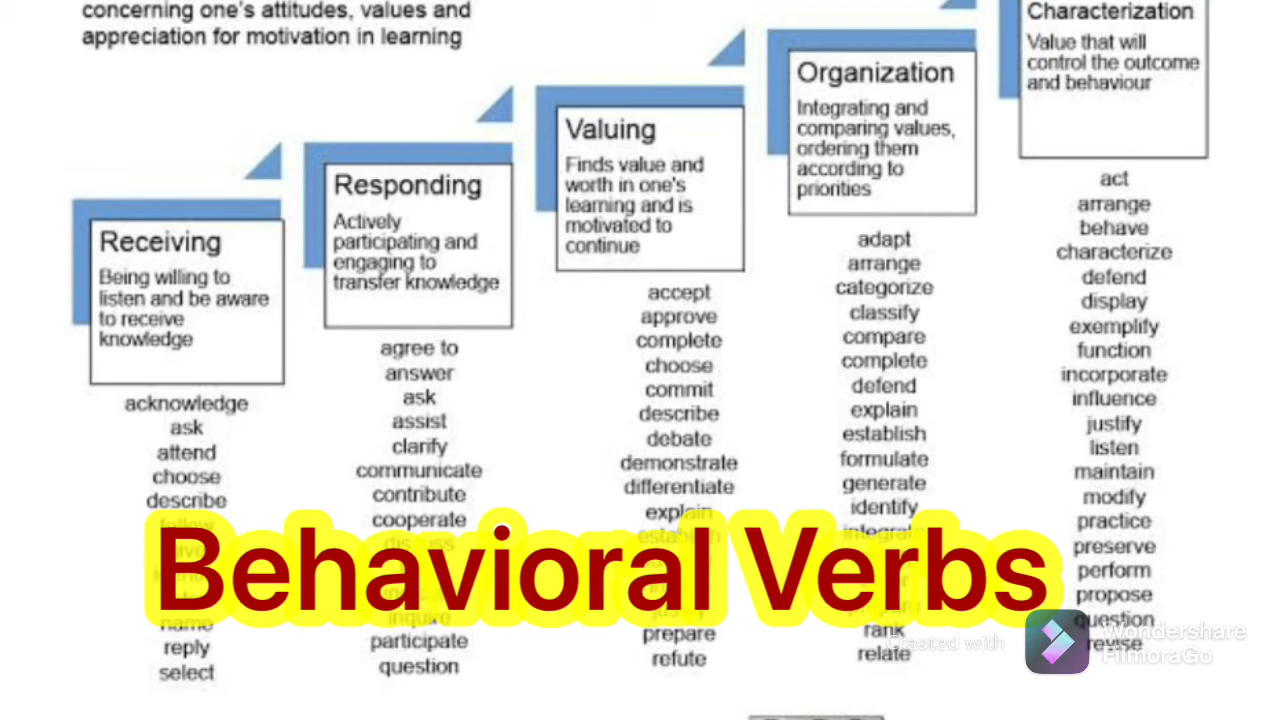 concerning one's attitudes, values and
appreciation for motivation in learning
Receiving
Being willing to
listen and be aware
to receive
knowledge
acknowledge
ask
attend
choose
describe
follow
name
reply
select
Responding
Actively
participating and
engaging to
transfer knowledge
agree to
answer
ask
assist
clarify
communicate
contribute
cooperate
discuss
inquire
participate
question
Valuing
Finds value and
worth in one's
learning and is
motivated to
continue
accept
approve
complete
choose
commit
describe
debate
demonstrate
differentiate
explain
establish
prepare
refute
Organization
Integrating and
comparing values,
ordering them
according to
priorities
adapt
arrange
categorize
classify
compare
complete
defend
explain
establish
formulate
generate
identify
integrate
rank
relate
Characterization
Value that will
control the outcome
and behaviour
act
arrange
behave
characterize
defend
display
exemplify
function
incorporate
influence
justify
listen
maintain
modify
practice
preserve
perform
propose
question
revise
Behavioral Verbs
Created with
Wondershare
FilmoraGo